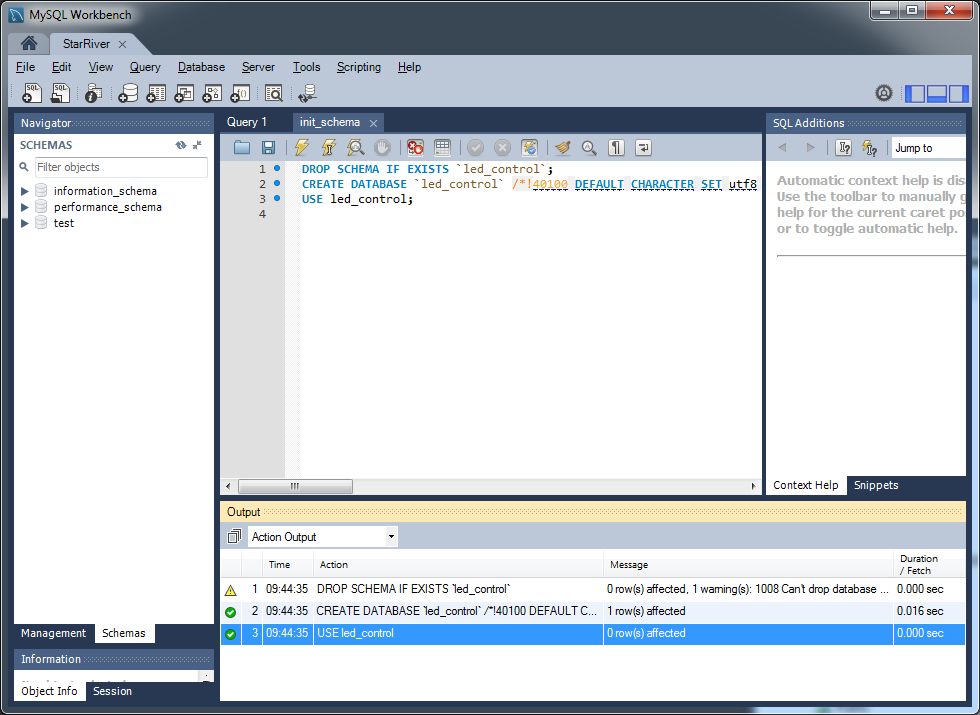 MySQL Workbench
StarRiver
File Edit View Query Database Server Tools Scripting Help
Navigator
SCHEMAS
Filter objects
information_schema
performance_schema
test
Management Schemas
Information
Object Info Session
Query 1 init_schema
1 DROP SCHEMA IF EXISTS `led_control`;
2 CREATE DATABASE `led_control` /*!40100 DEFAULT CHARACTER SET utf8
3 USE led_control;
4
SQL Additions
Jump to
Automatic context help is dis
Use the toolbar to manually g
help for the current caret po
or to toggle automatic help.
Context Help Snippets
Output
Action Output
Time Action Message Duration / Fetch
1 09:44:35 DROP SCHEMA IF EXISTS `led_control` 0 row(s) affected, 1 warning(s): 1008 Can't drop database ... 0.000 sec
2 09:44:35 CREATE DATABASE `led_control` /*!40100 DEFAULT C... 1 row(s) affected 0.016 sec
3 09:44:35 USE led_control 0 row(s) affected 0.000 sec